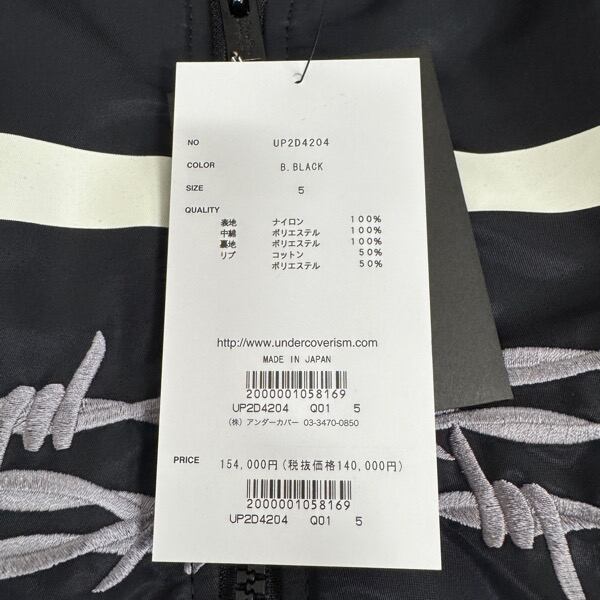 NO UP2D4204
COLOR B.BLACK
SIZE 5
QUALITY
表地 ナイロン 100%
中綿 ポリエステル 100%
裏地 ポリエステル 100%
リブ コットン 50%
ポリエステル 50%
http://www.undercoverism.com
MADE IN JAPAN
2000001058169
UP2D4204 Q01 5
(株) アンダーカバー 03-3470-0850
PRICE 154,000円(税抜価格140,000円)
2000001058169
UP2D4204 Q01 5